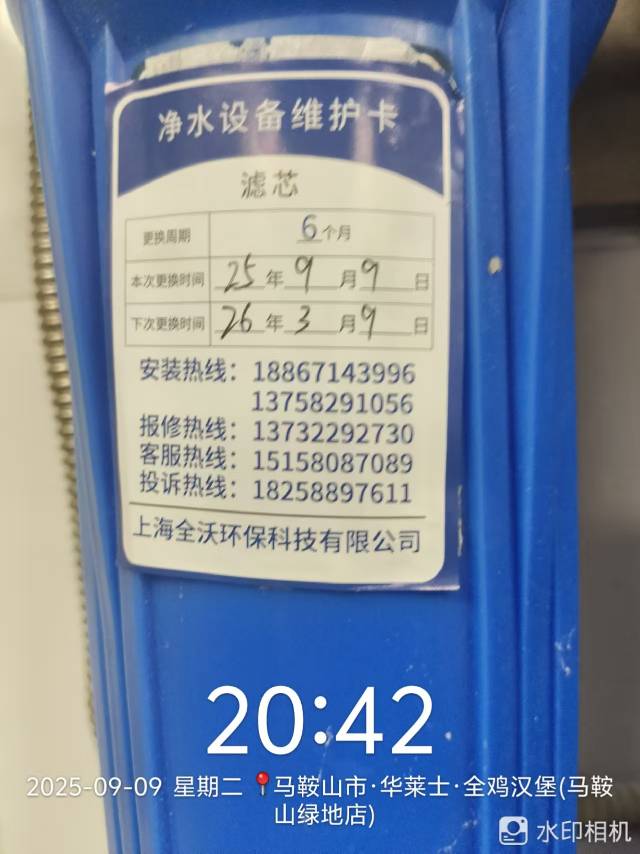 净水设备维护卡
滤芯
更换周期 6个月
本次更换时间 25年9月9日
下次更换时间 26年3月9日
安装热线：18867143996
13758291056
报修热线：13732292730
客服热线：15158087089
投诉热线：18258897611
上海全沃环保科技有限公司
20:42
2025-09-09 星期二 马鞍山市·华莱士·全鸡汉堡(马鞍
山绿地店)
水印相机